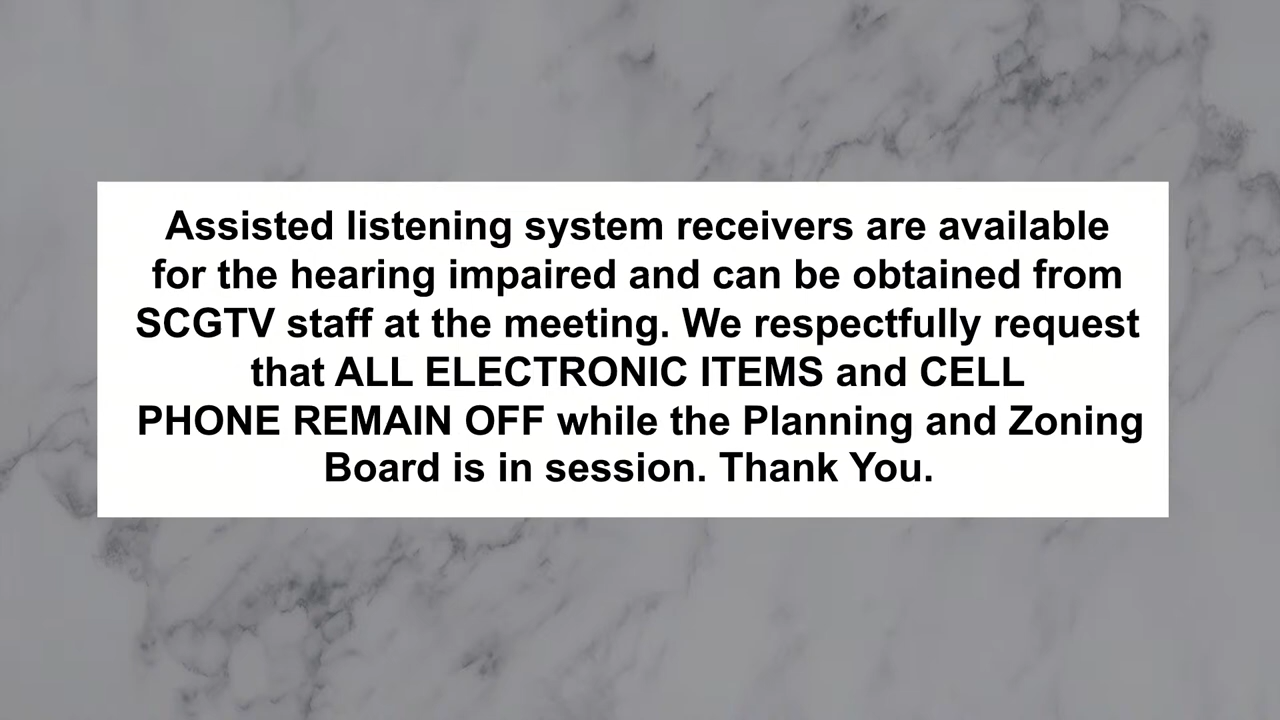 Assisted listening system receivers are available
for the hearing impaired and can be obtained from
SCGTV staff at the meeting. We respectfully request
that ALL ELECTRONIC ITEMS and CELL
PHONE REMAIN OFF while the Planning and Zoning
Board is in session. Thank You.